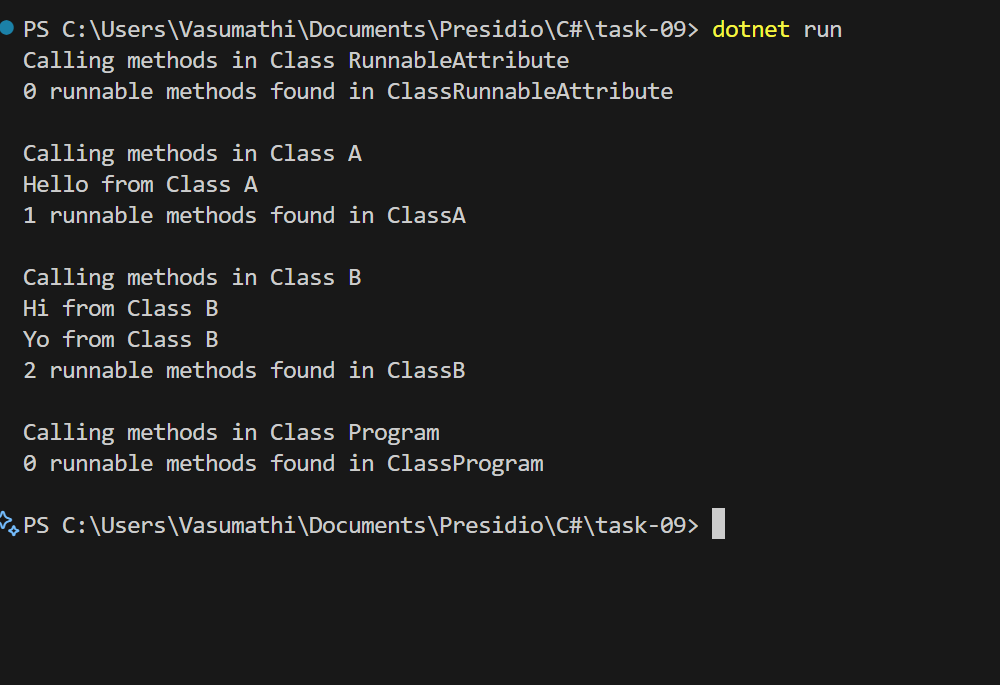 PS C:\Users\Vasumathi\Documents\Presidio\C#\task-09> dotnet run
Calling methods in Class RunnableAttribute
0 runnable methods found in ClassRunnableAttribute
Calling methods in Class A
Hello from Class A
1 runnable methods found in ClassA
Calling methods in Class B
Hi from Class B
Yo from Class B
2 runnable methods found in ClassB
Calling methods in Class Program
0 runnable methods found in ClassProgram
PS C:\Users\Vasumathi\Documents\Presidio\C#\task-09>